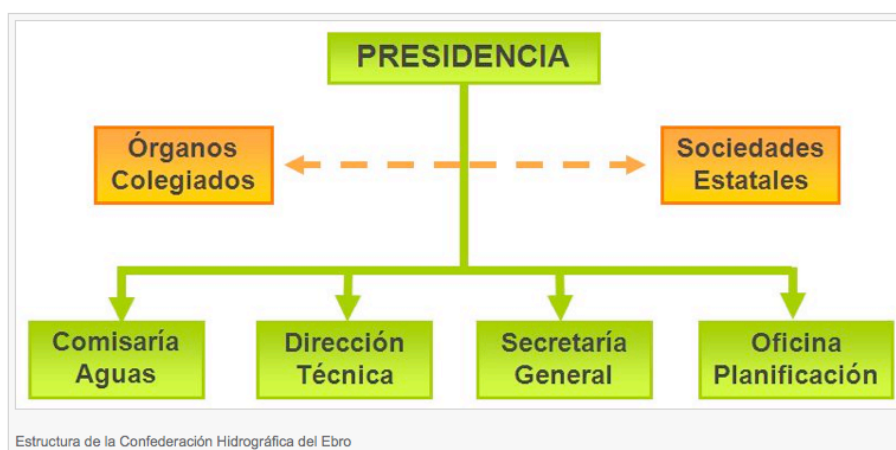 PRESIDENCIA
Órganos
Colegiados
Sociedades
Estatales
Comisaría
Aguas
Dirección
Técnica
Secretaría
General
Oficina
Planificación
Estructura de la Confederación Hidrográfica del Ebro